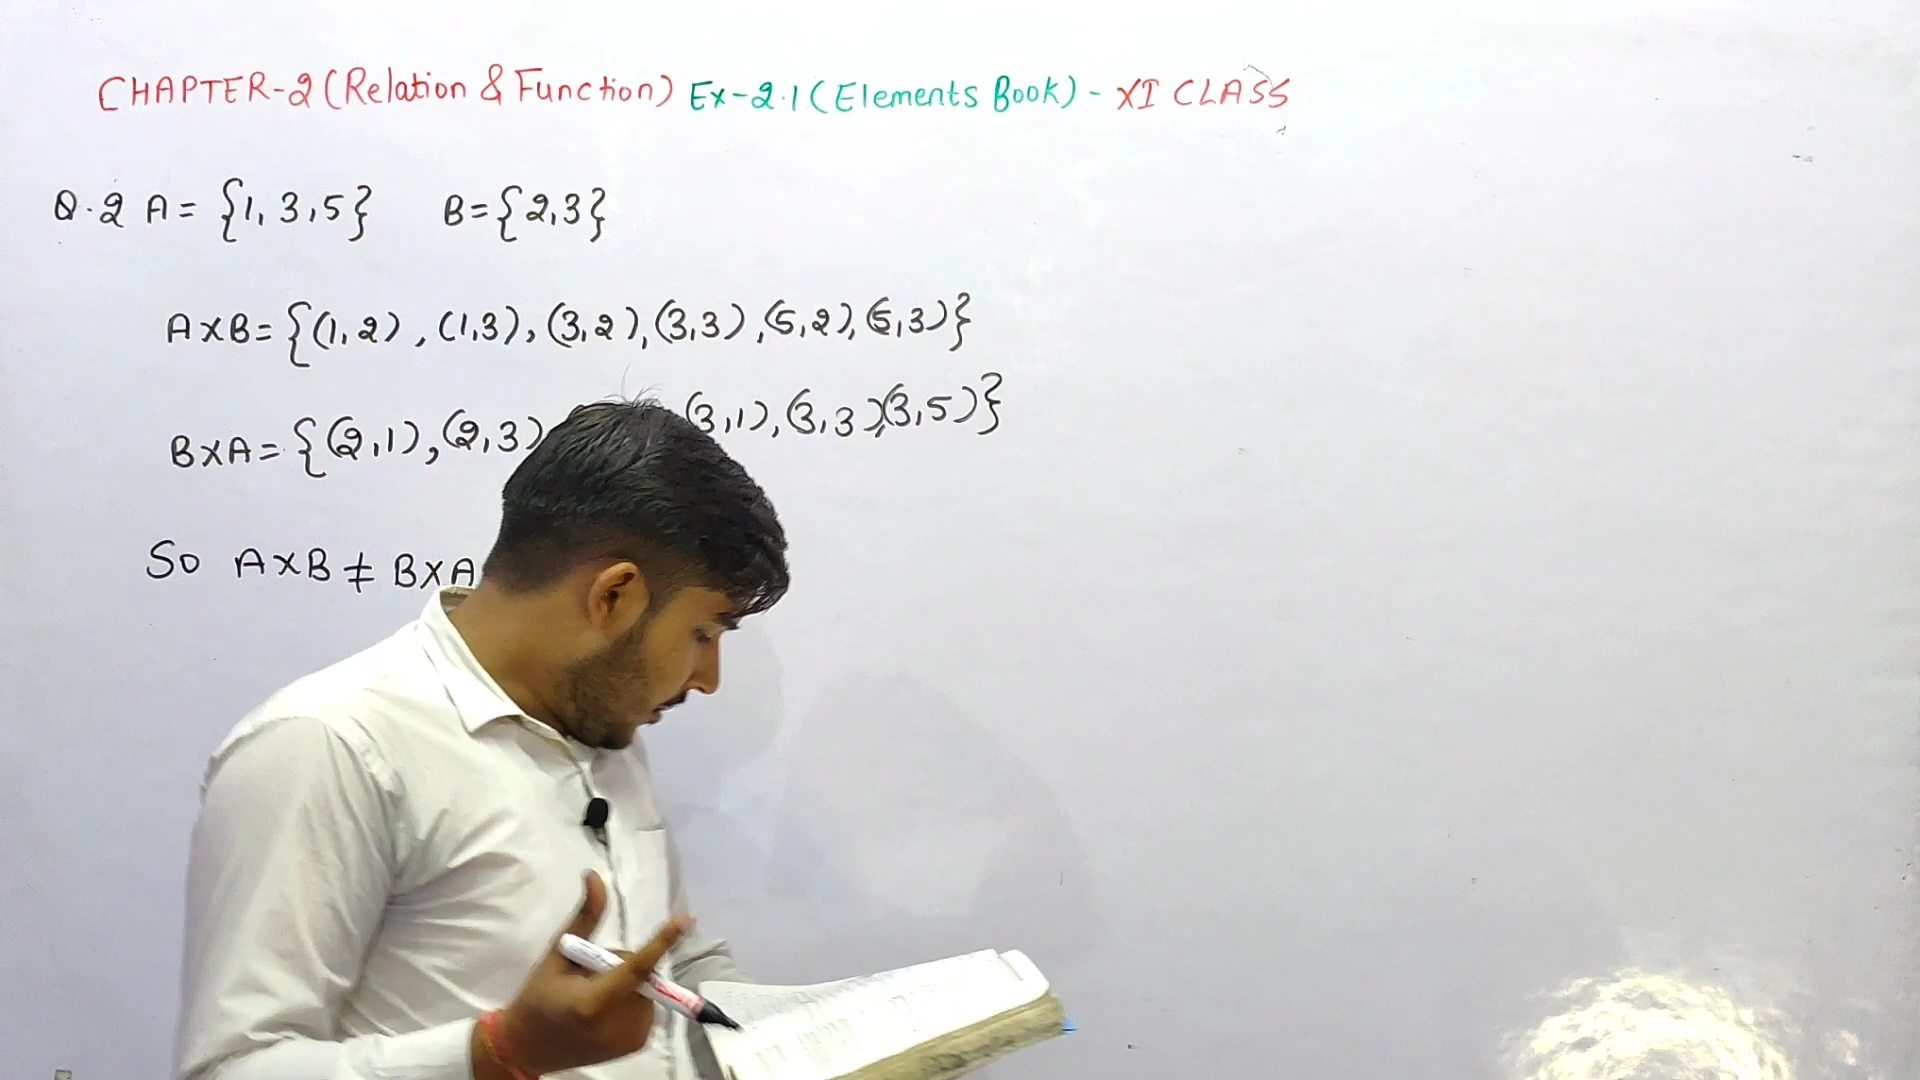 CHAPTER-2 (Relation & Function) Ex-2.1 (Elements Book) - XI CLASS
Q.2 A = {1, 3, 5} B = {2, 3}
A×B = {(1, 2), (1, 3), (3, 2), (3, 3), (5, 2), (5, 3)}
B×A = {(2, 1), (2, 3) (3, 1), (3, 3), (3, 5)}
So A×B ≠ B×A